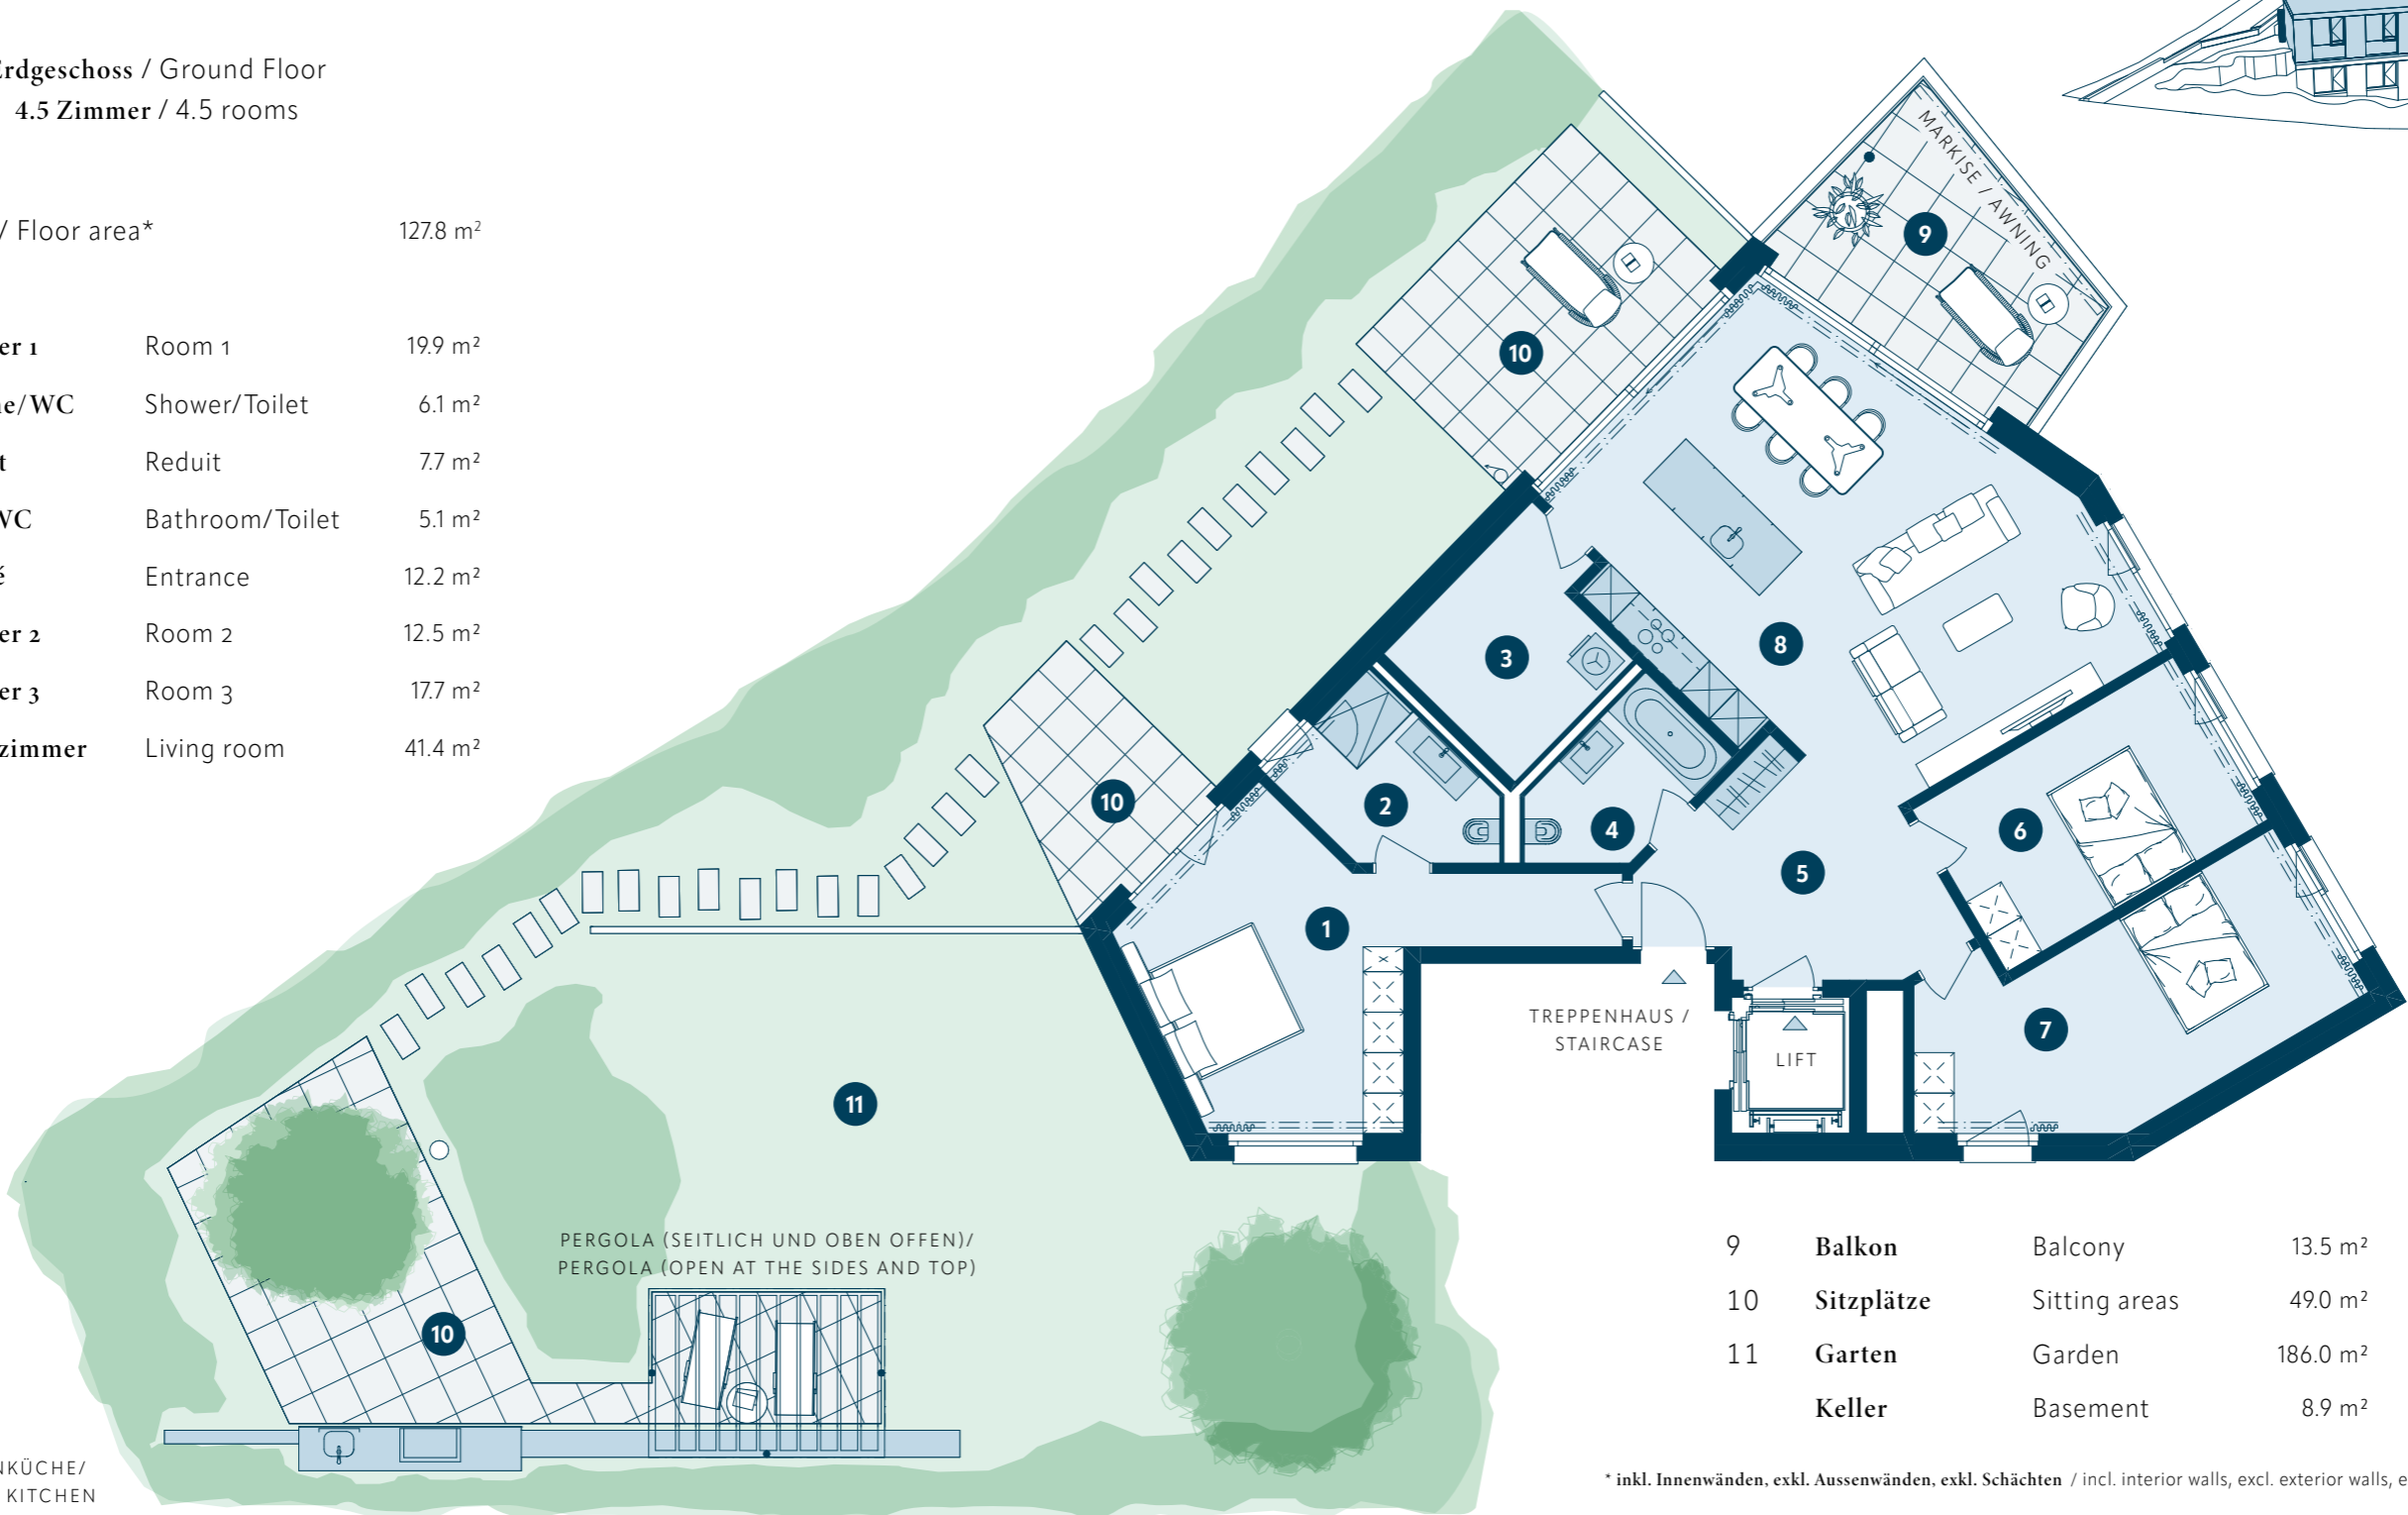 Erdgeschoss / Ground Floor
4.5 Zimmer / 4.5 rooms
/ Floor area* 127.8 m²
er 1 Room 1 19.9 m²
he/WC Shower/Toilet 6.1 m²
t Reduit 7.7 m²
WC Bathroom/Toilet 5.1 m²
é Entrance 12.2 m²
er 2 Room 2 12.5 m²
er 3 Room 3 17.7 m²
zimmer Living room 41.4 m²
MARKISE / AWNING
9
10
3
8
10
2
4
6
5
1
7
TREPPENHAUS /
STAIRCASE
LIFT
11
PERGOLA (SEITLICH UND OBEN OFFEN)/
PERGOLA (OPEN AT THE SIDES AND TOP)
10
NKÜCHE/
KITCHEN
9 Balkon Balcony 13.5 m²
10 Sitzplätze Sitting areas 49.0 m²
11 Garten Garden 186.0 m²
Keller Basement 8.9 m²
* inkl. Innenwänden, exkl. Aussenwänden, exkl. Schächten / incl. interior walls, excl. exterior walls, e